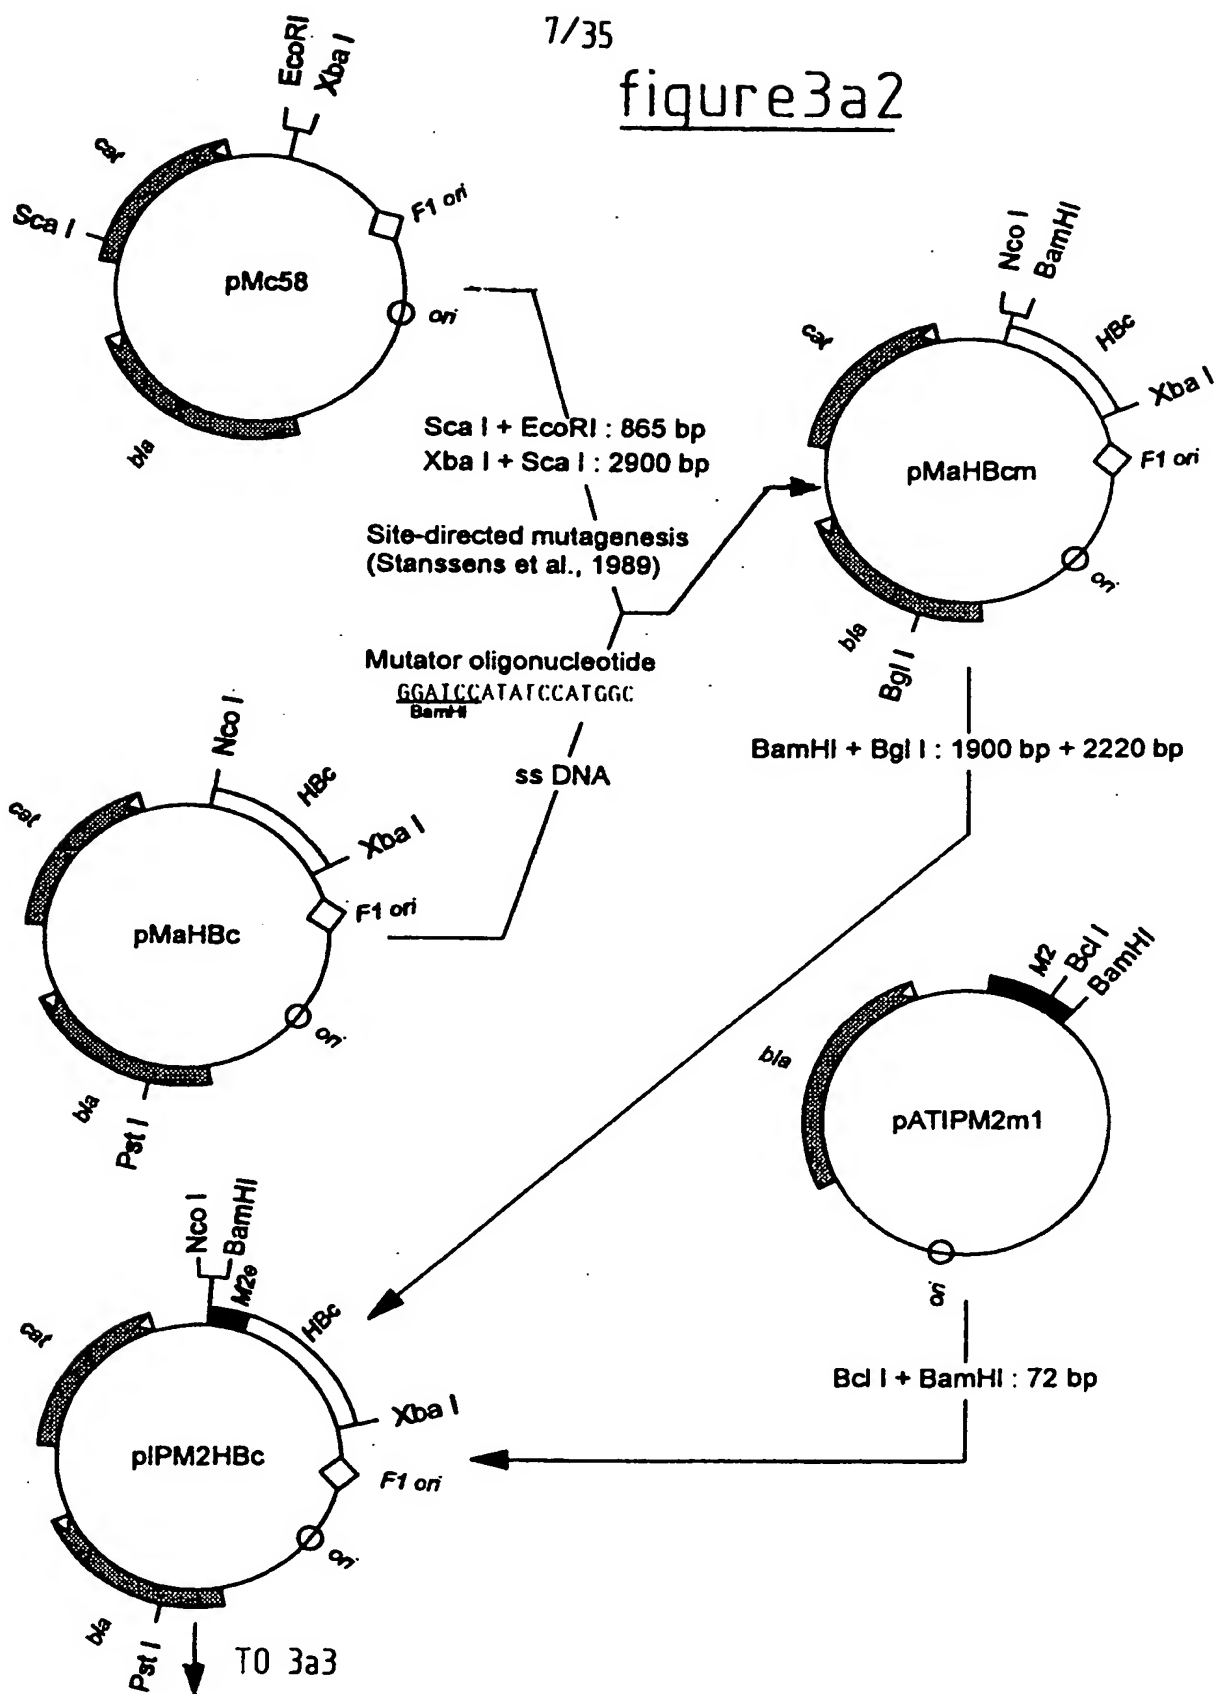 7/35
figure3a2
EcoRI
Xba I
cat
Sca I
F1 ori
pMc58
ori
bla
Sca I + EcoRI : 865 bp
Xba I + Sca I : 2900 bp
Site-directed mutagenesis
(Stanssens et al., 1989)
Nco I
BamHI
cat
HBc
Xba I
F1 ori
pMaHBcm
ori
bla
Bgl I
Mutator oligonucleotide
GGATCCATATCCATGGC
BamHI
ss DNA
BamHI + Bgl I : 1900 bp + 2220 bp
Nco I
cat
HBc
Xba I
F1 ori
pMaHBc
ori
bla
Pst I
M2
Bcl I
BamHI
bla
pATIPM2m1
ori
Bcl I + BamHI : 72 bp
Nco I
BamHI
M2e
HBc
cat
Xba I
pIPM2HBc
F1 ori
ori
bla
Pst I
TO 3a3